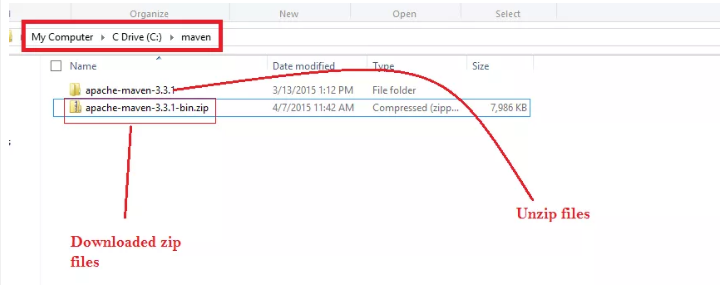 Organize New Open Select
My Computer C Drive (C:) maven
Name Date modified Type Size
apache-maven-3.3.1 3/13/2015 1:12 PM File folder
apache-maven-3.3.1-bin.zip 4/7/2015 11:42 AM Compressed (zipp... 7,986 KB
Unzip files
Downloaded zip
files